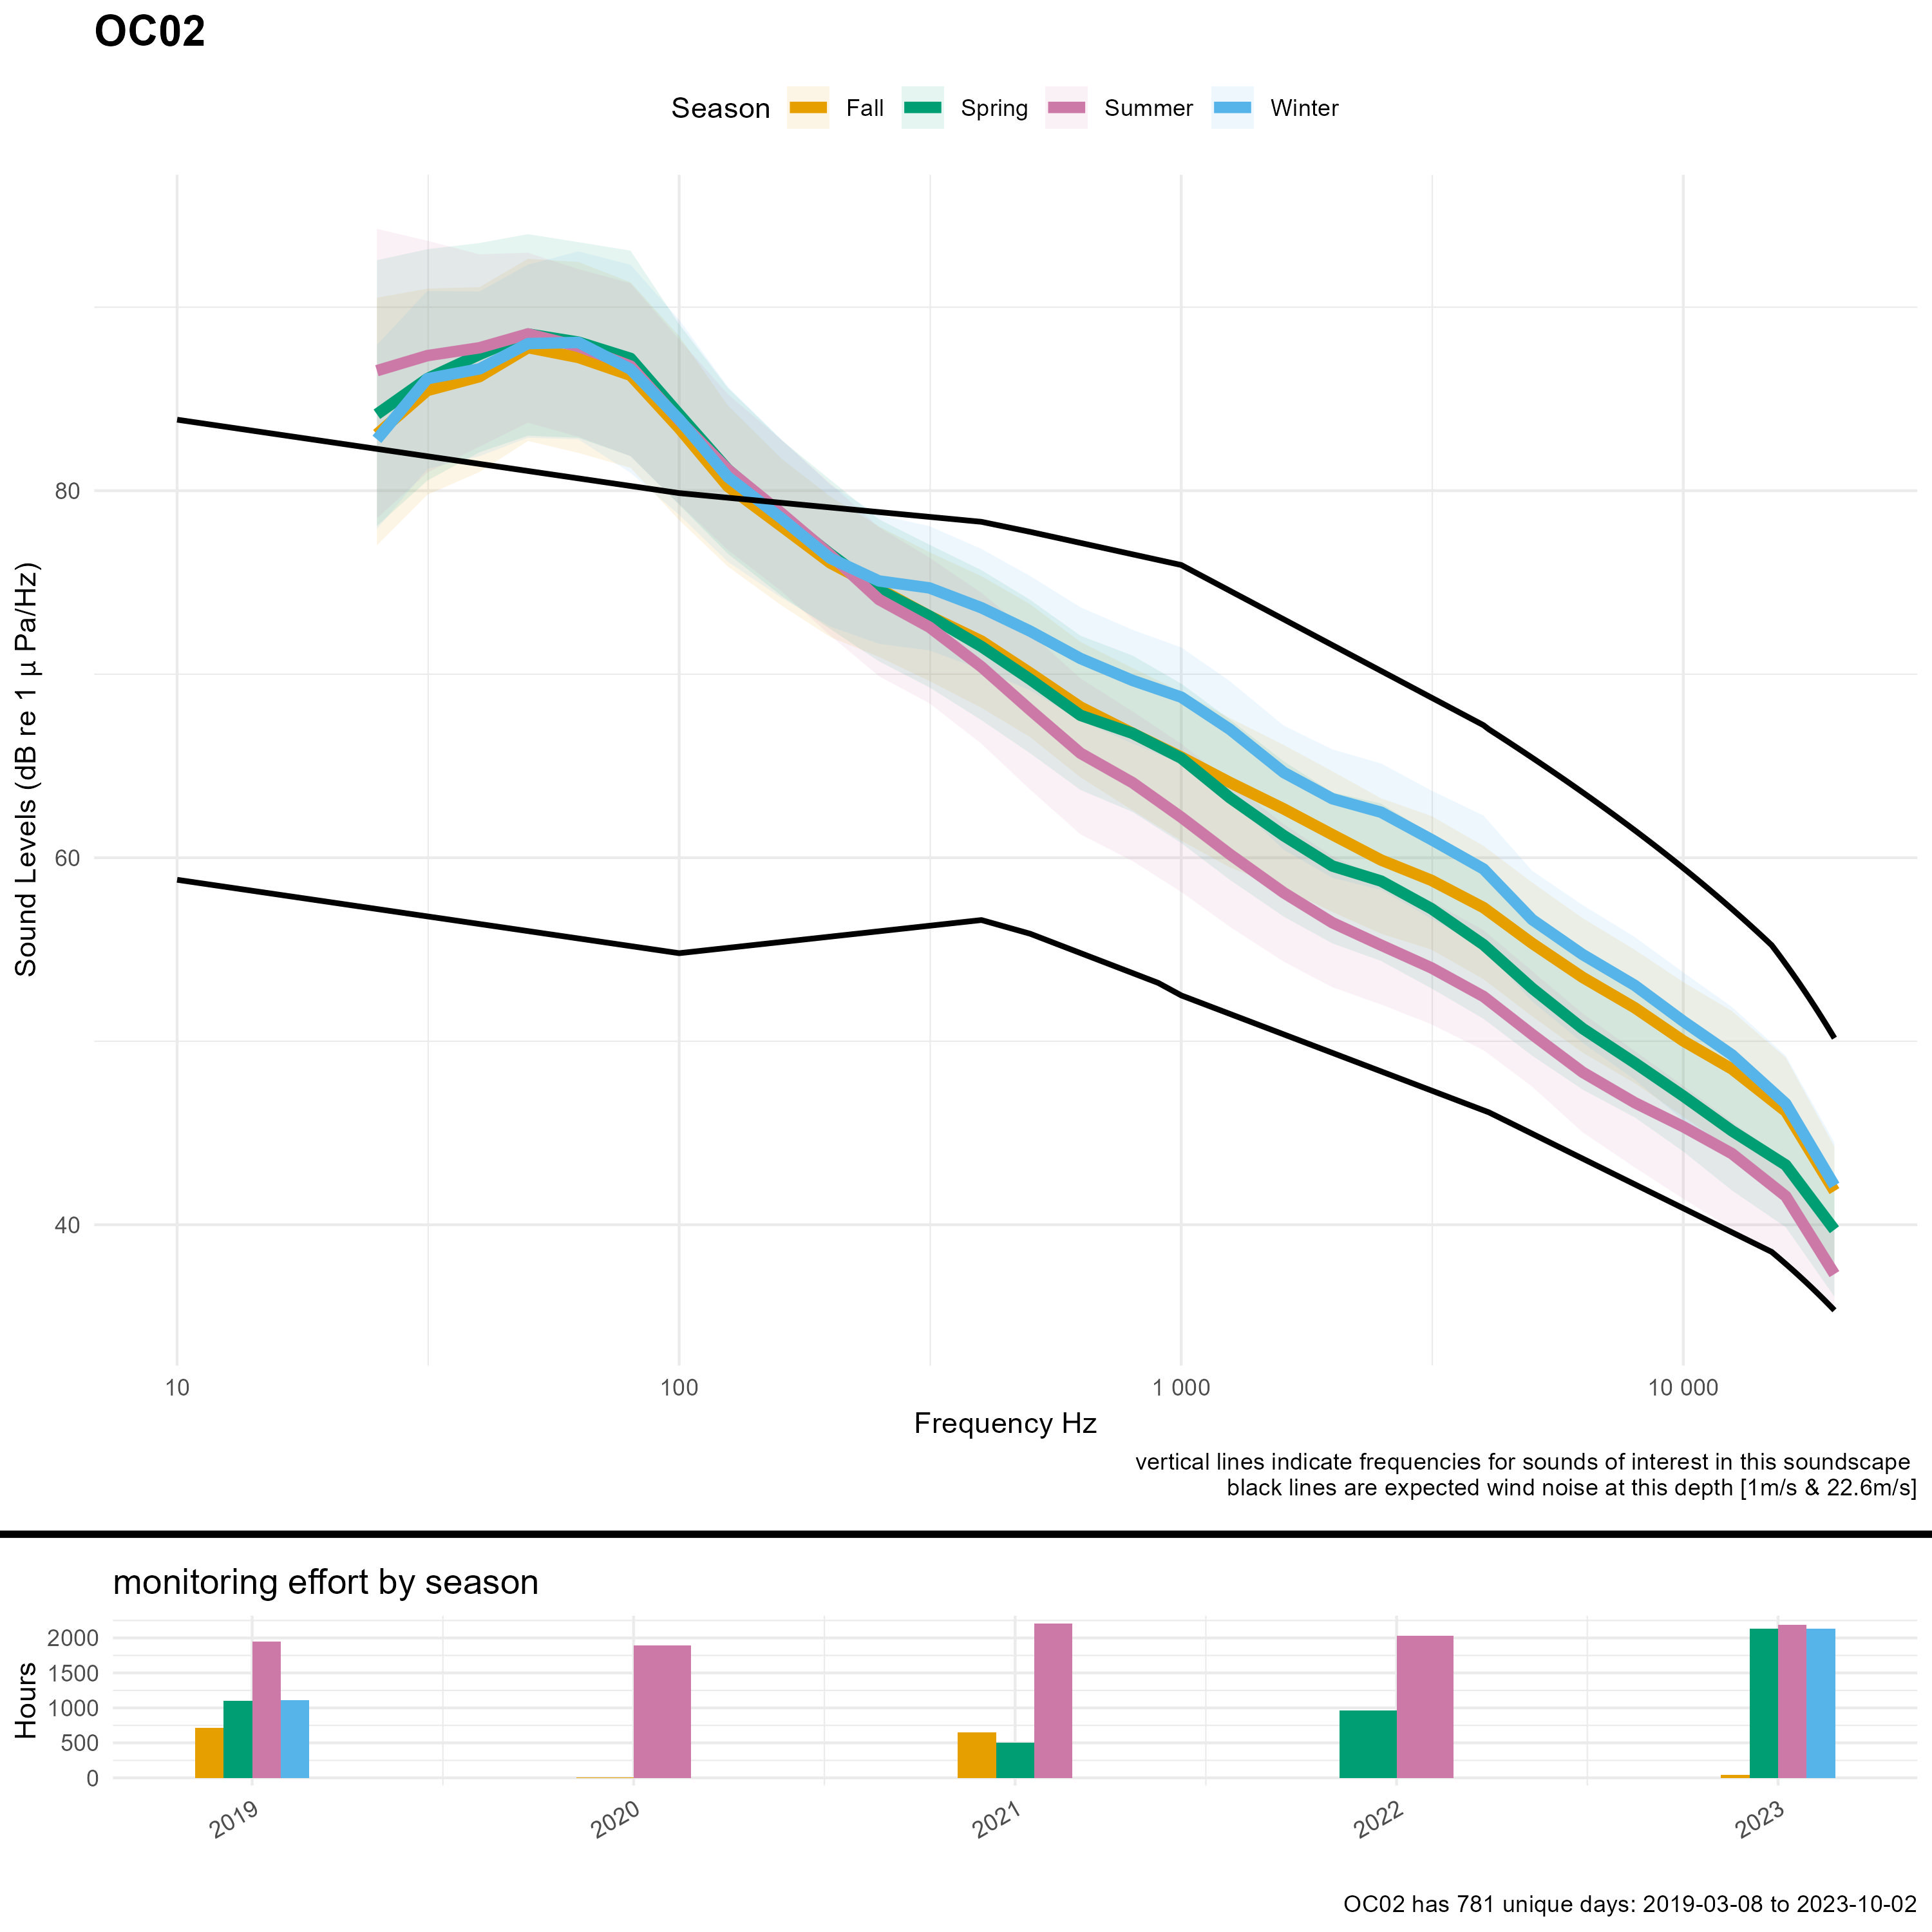 OC02
Season Fall Spring Summer Winter
Sound Levels (dB re 1 µ Pa/Hz)
80
60
40
10 100 1 000 10 000
Frequency Hz
vertical lines indicate frequencies for sounds of interest in this soundscape
black lines are expected wind noise at this depth [1m/s & 22.6m/s]
monitoring effort by season
Hours
2000
1500
1000
500
0
2019 2020 2021 2022 2023
OC02 has 781 unique days: 2019-03-08 to 2023-10-02